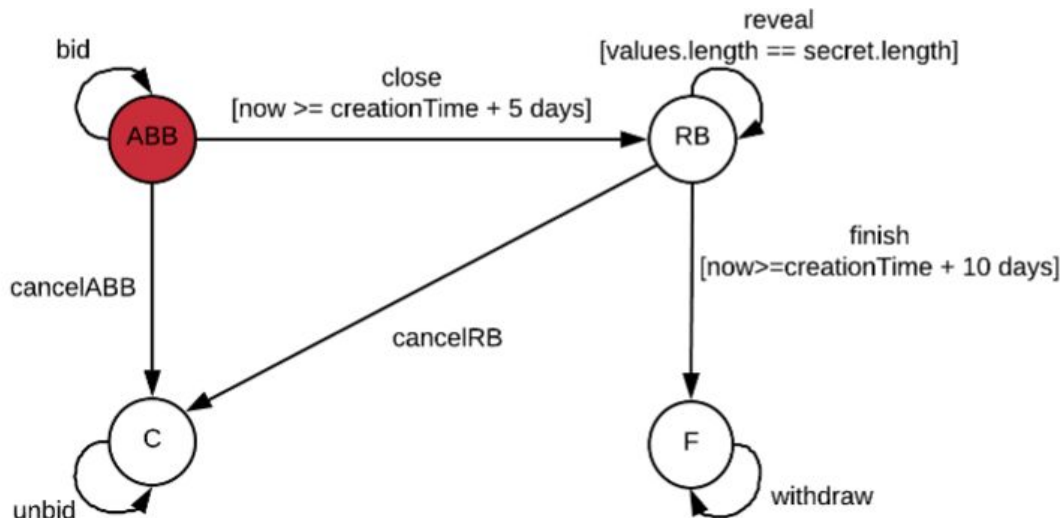 reveal
[values.length == secret.length]
bid
close
[now >= creationTime + 5 days]
ABB
RB
finish
[now>=creationTime + 10 days]
cancelABB
cancelRB
C
F
unbid
withdraw